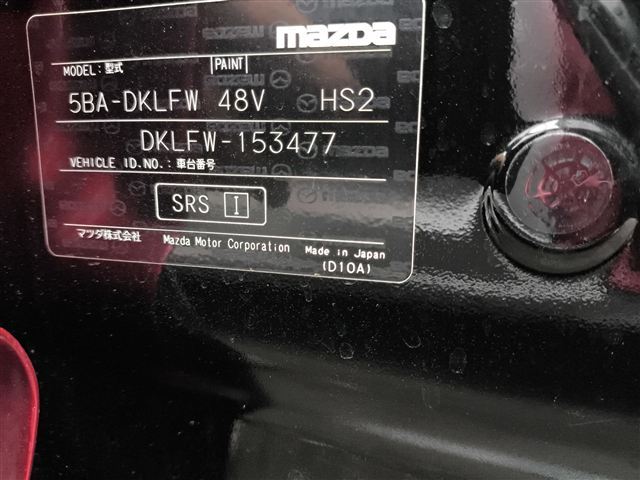 mazda
MODEL: 型式 PAINT
5BA-DKLFW 48V HS2
DKLFW-153477
VEHICLE ID.NO.: 車台番号
SRS I
マツダ株式会社 Mazda Motor Corporation Made in Japan
(D10A)